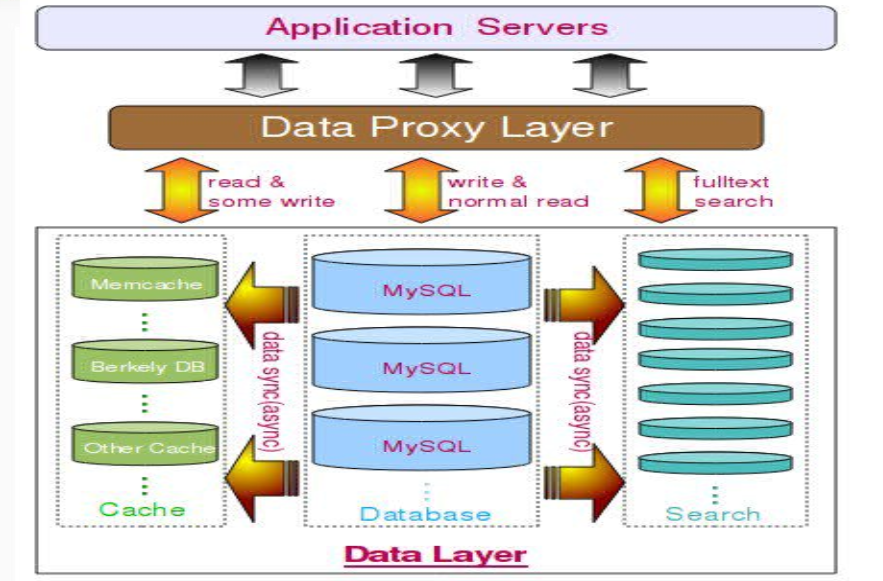 Application Servers
Data Proxy Layer
read &
some write
write &
normal read
fulltext
search
Memcache
Berkely DB
Other Cache
Cache
data sync(async)
MySQL
MySQL
MySQL
Database
data sync(async)
Search
Data Layer